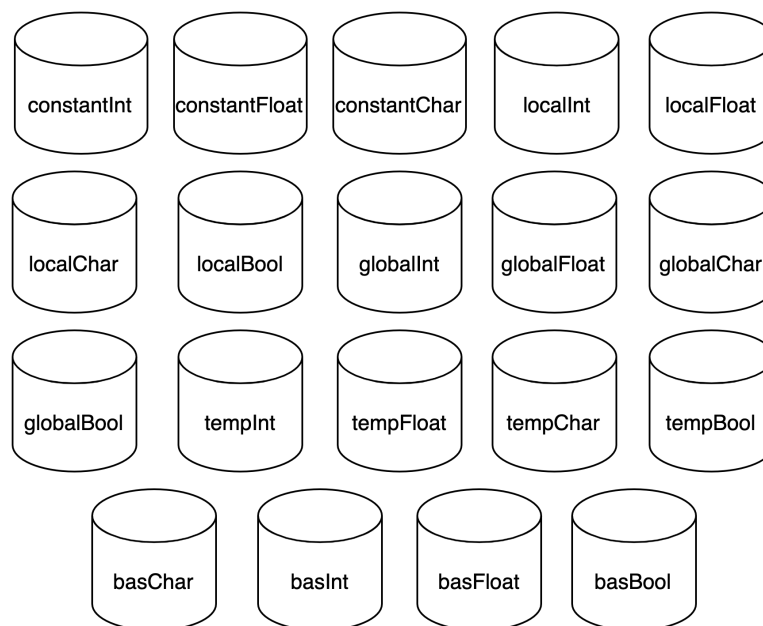 constantInt constantFloat constantChar localInt localFloat
localChar localBool globalInt globalFloat globalChar
globalBool tempInt tempFloat tempChar tempBool
basChar basInt basFloat basBool